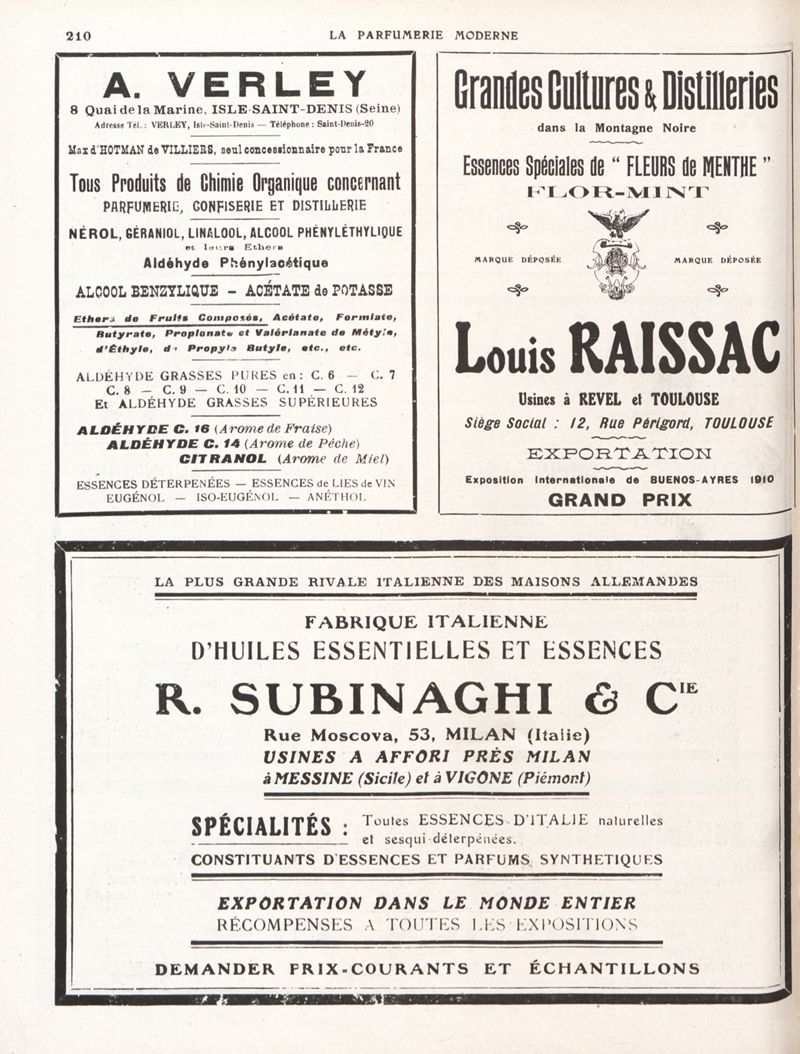 210
LA PARFUMERIE MODERNE
A. VERLEY
8 Quai de la Marine, ISLE-SAINT-DENIS (Seine)
Adresse Tél.: VERLEY, Isle-Saint-Denis — Téléphone: Saint-Denis-20
Max d'HOTMAN de VILLIERS, seul concessionnaire pour la France
Tous Produits de Chimie Organique concernant
PARFUMERIE, CONFISERIE ET DISTILLERIE
NÉROL, GÉRANIOL, LINALOOL, ALCOOL PHÉNYLÉTHYLIQUE
et leurs Ethers
Aldéhyde Phénylacétique
ALCOOL BENZYLIQUE — ACÉTATE de POTASSE
Ethers de Fruits Composés, Acétate, Formiate,
Butyrate, Propionate et Valérianate de Métyle,
d'Éthyle, de Propyle Butyle, etc., etc.
ALDÉHYDE GRASSES PURES en: C. 6 — C. 7
C. 8 — C. 9 — C. 10 — C. 11 — C. 12
Et ALDÉHYDE GRASSES SUPÉRIEURES
ALDÉHYDE C. 16 (Arome de Fraise)
ALDÉHYDE C. 14 (Arome de Pêche)
CITRANOL (Arome de Miel)
ESSENCES DÉTERPENÉES — ESSENCES de LIES de VIN
EUGÉNOL — ISO-EUGÉNOL — ANÉTHOL
Grandes Cultures & Distilleries
dans la Montagne Noire
Essences Spéciales de "FLEURS de MENTHE"
FLOR-MINT
MARQUE DÉPOSÉE
MARQUE DÉPOSÉE
Louis RAISSAC
Usines à REVEL et TOULOUSE
Siège Social : 12, Rue Périgord, TOULOUSE
EXPORTATION
Exposition Internationale de BUENOS-AYRES 1910
GRAND PRIX
LA PLUS GRANDE RIVALE ITALIENNE DES MAISONS ALLEMANDES
FABRIQUE ITALIENNE
D'HUILES ESSENTIELLES ET ESSENCES
R. SUBINAGHI & CIE
Rue Moscova, 53, MILAN (Italie)
USINES A AFFORI PRÈS MILAN
à MESSINE (Sicile) et à VIGONE (Piémont)
SPÉCIALITÉS : Toutes ESSENCES D'ITALIE naturelles
et sesqui-déterpénées.
CONSTITUANTS D'ESSENCES ET PARFUMS SYNTHETIQUES
EXPORTATION DANS LE MONDE ENTIER
RÉCOMPENSES A TOUTES LES EXPOSITIONS
DEMANDER PRIX-COURANTS ET ÉCHANTILLONS